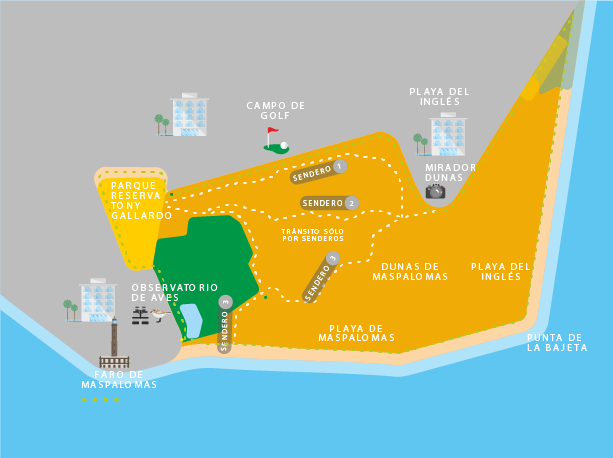 PLAYA DEL
INGLÉS
CAMPO DE
GOLF
SENDERO 1
MIRADOR
DUNAS
PARQUE
RESERVA
TONY
GALLARDO
SENDERO 2
TRÁNSITO SÓLO
POR SENDEROS
SENDERO 3
DUNAS DE
MASPALOMAS
PLAYA DEL
INGLÉS
OBSERVATORIO
DE AVES
SENDERO 3
PLAYA DE
MASPALOMAS
PUNTA DE
LA BAJETA
FARO DE
MASPALOMAS